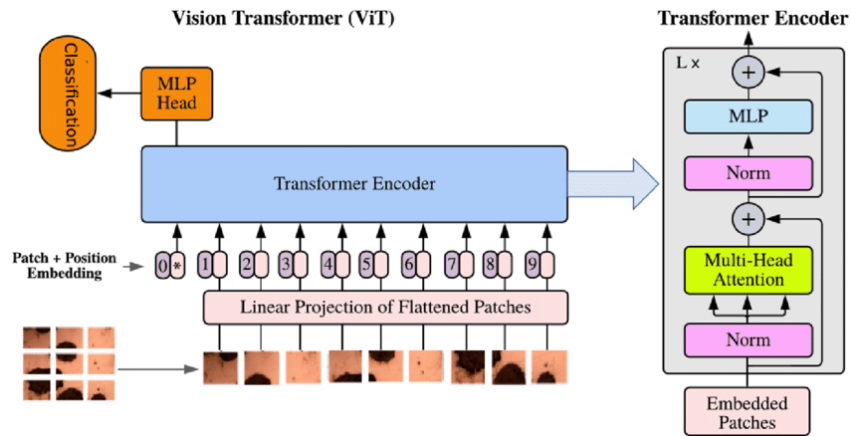 Vision Transformer (ViT)
Classification
MLP
Head
Transformer Encoder
Patch + Position
Embedding
0 * 1 2 3 4 5 6 7 8 9
Linear Projection of Flattened Patches
Transformer Encoder
L x
+
MLP
Norm
+
Multi-Head
Attention
Norm
Embedded
Patches